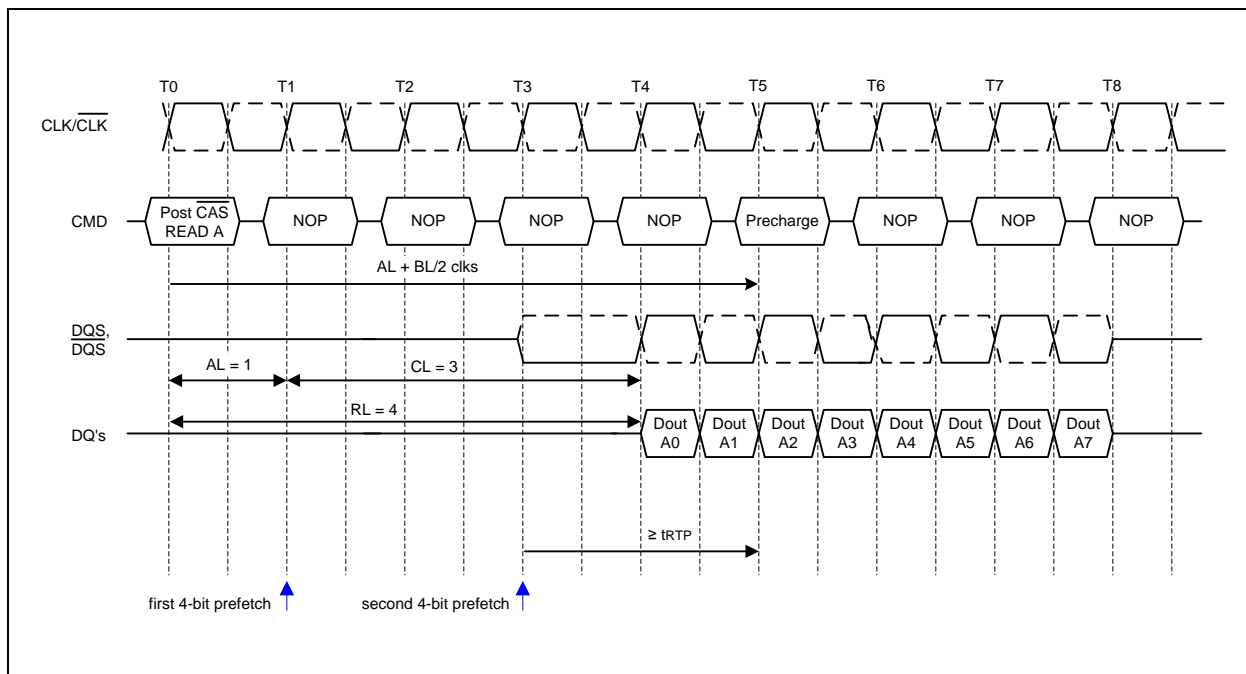 T0 T1 T2 T3 T4 T5 T6 T7 T8
CLK/CLK
CMD
Post CAS
READ A
NOP NOP NOP NOP Precharge NOP NOP NOP
AL + BL/2 clks
DQS,
DQS
AL = 1
CL = 3
RL = 4
DQ's
Dout Dout Dout Dout Dout Dout Dout Dout
A0 A1 A2 A3 A4 A5 A6 A7
≥ tRTP
first 4-bit prefetch
second 4-bit prefetch